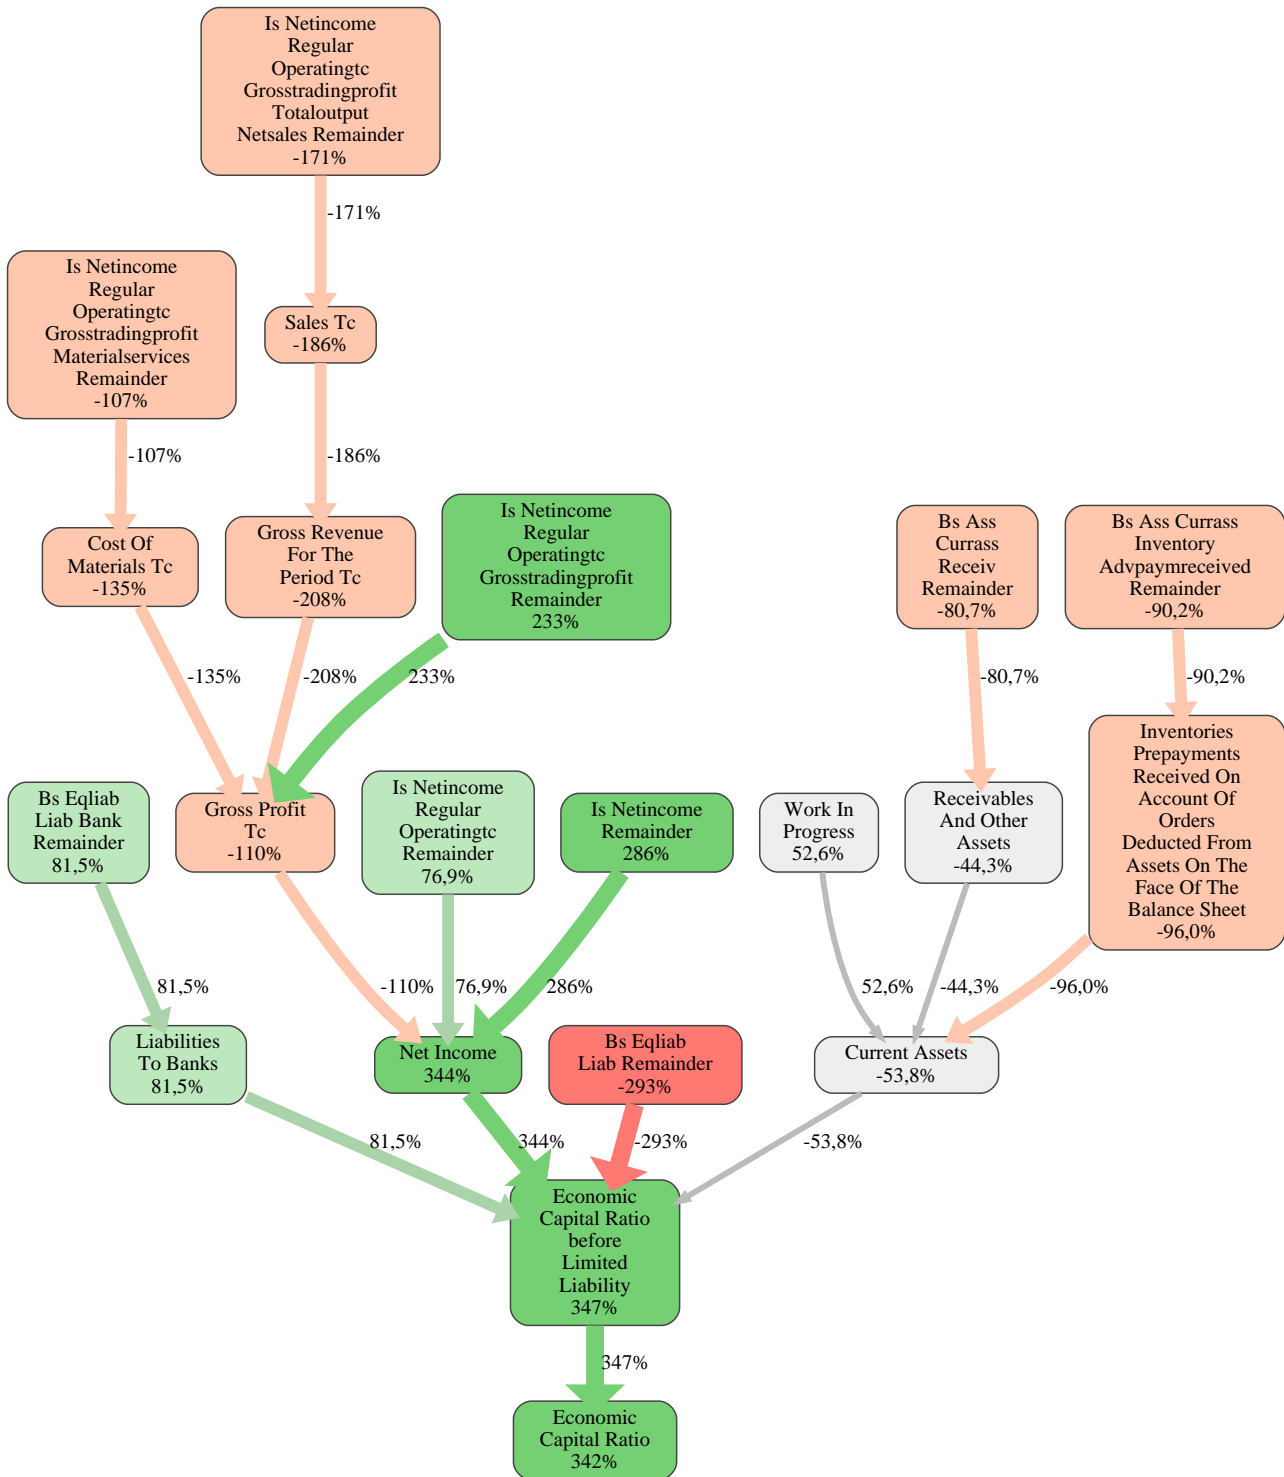 Is Netincome
Regular
Operatingtc
Grosstradingprofit
Totaloutput
Netsales Remainder
-171%
-171%
Is Netincome
Regular
Operatingtc
Grosstradingprofit
Materialservices
Remainder
-107%
Sales Tc
-186%
-107%
-186%
Cost Of
Materials Tc
-135%
Gross Revenue
For The
Period Tc
-208%
Is Netincome
Regular
Operatingtc
Grosstradingprofit
Remainder
233%
Bs Ass
Currass
Receiv
Remainder
-80,7%
Bs Ass Currass
Inventory
Advpaymreceived
Remainder
-90,2%
-135%
-208%
233%
-80,7%
-90,2%
Bs Eqliab
Liab Bank
Remainder
81,5%
Gross Profit
Tc
-110%
Is Netincome
Regular
Operatingtc
Remainder
76,9%
Is Netincome
Remainder
286%
Work In
Progress
52,6%
Receivables
And Other
Assets
-44,3%
Inventories
Prepayments
Received On
Account Of
Orders
Deducted From
Assets On The
Face Of The
Balance Sheet
-96,0%
81,5%
-110%
76,9%
286%
52,6%
-44,3%
-96,0%
Liabilities
To Banks
81,5%
Net Income
344%
Bs Eqliab
Liab Remainder
-293%
Current Assets
-53,8%
81,5%
344%
-293%
-53,8%
Economic
Capital Ratio
before
Limited
Liability
347%
347%
Economic
Capital Ratio
342%